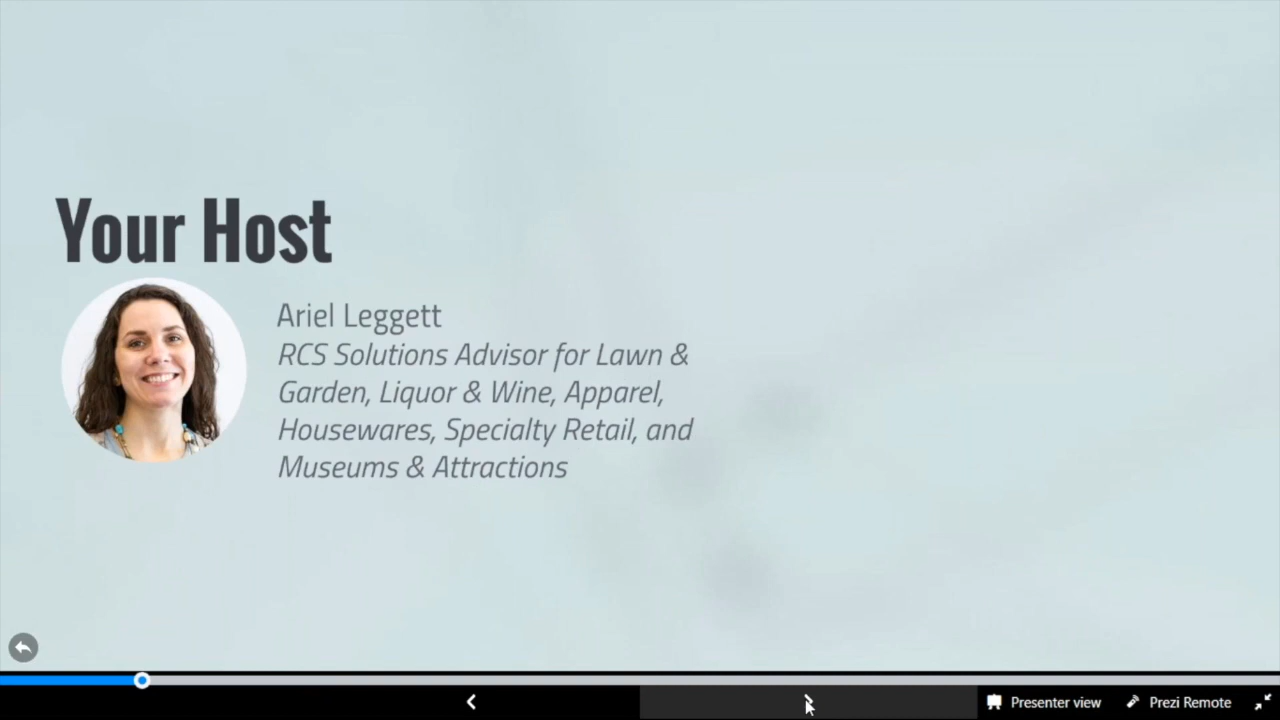 Your Host
Ariel Leggett
RCS Solutions Advisor for Lawn &
Garden, Liquor & Wine, Apparel,
Housewares, Specialty Retail, and
Museums & Attractions
Presenter view
Prezi Remote